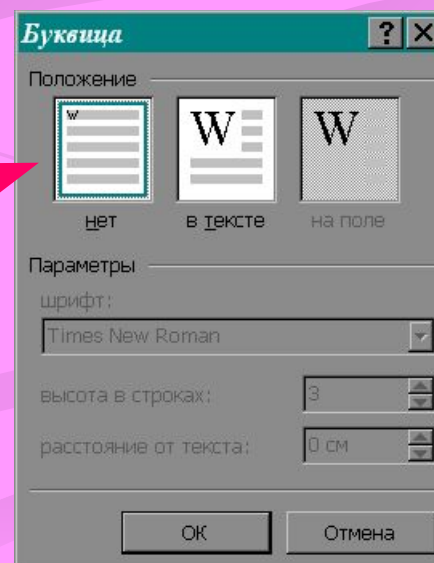 Буквица ? ×
Положение
W W W
нет в тексте на поле
Параметры
шрифт:
Times New Roman
высота в строках: 3
расстояние от текста: 0 см
ОК Отмена